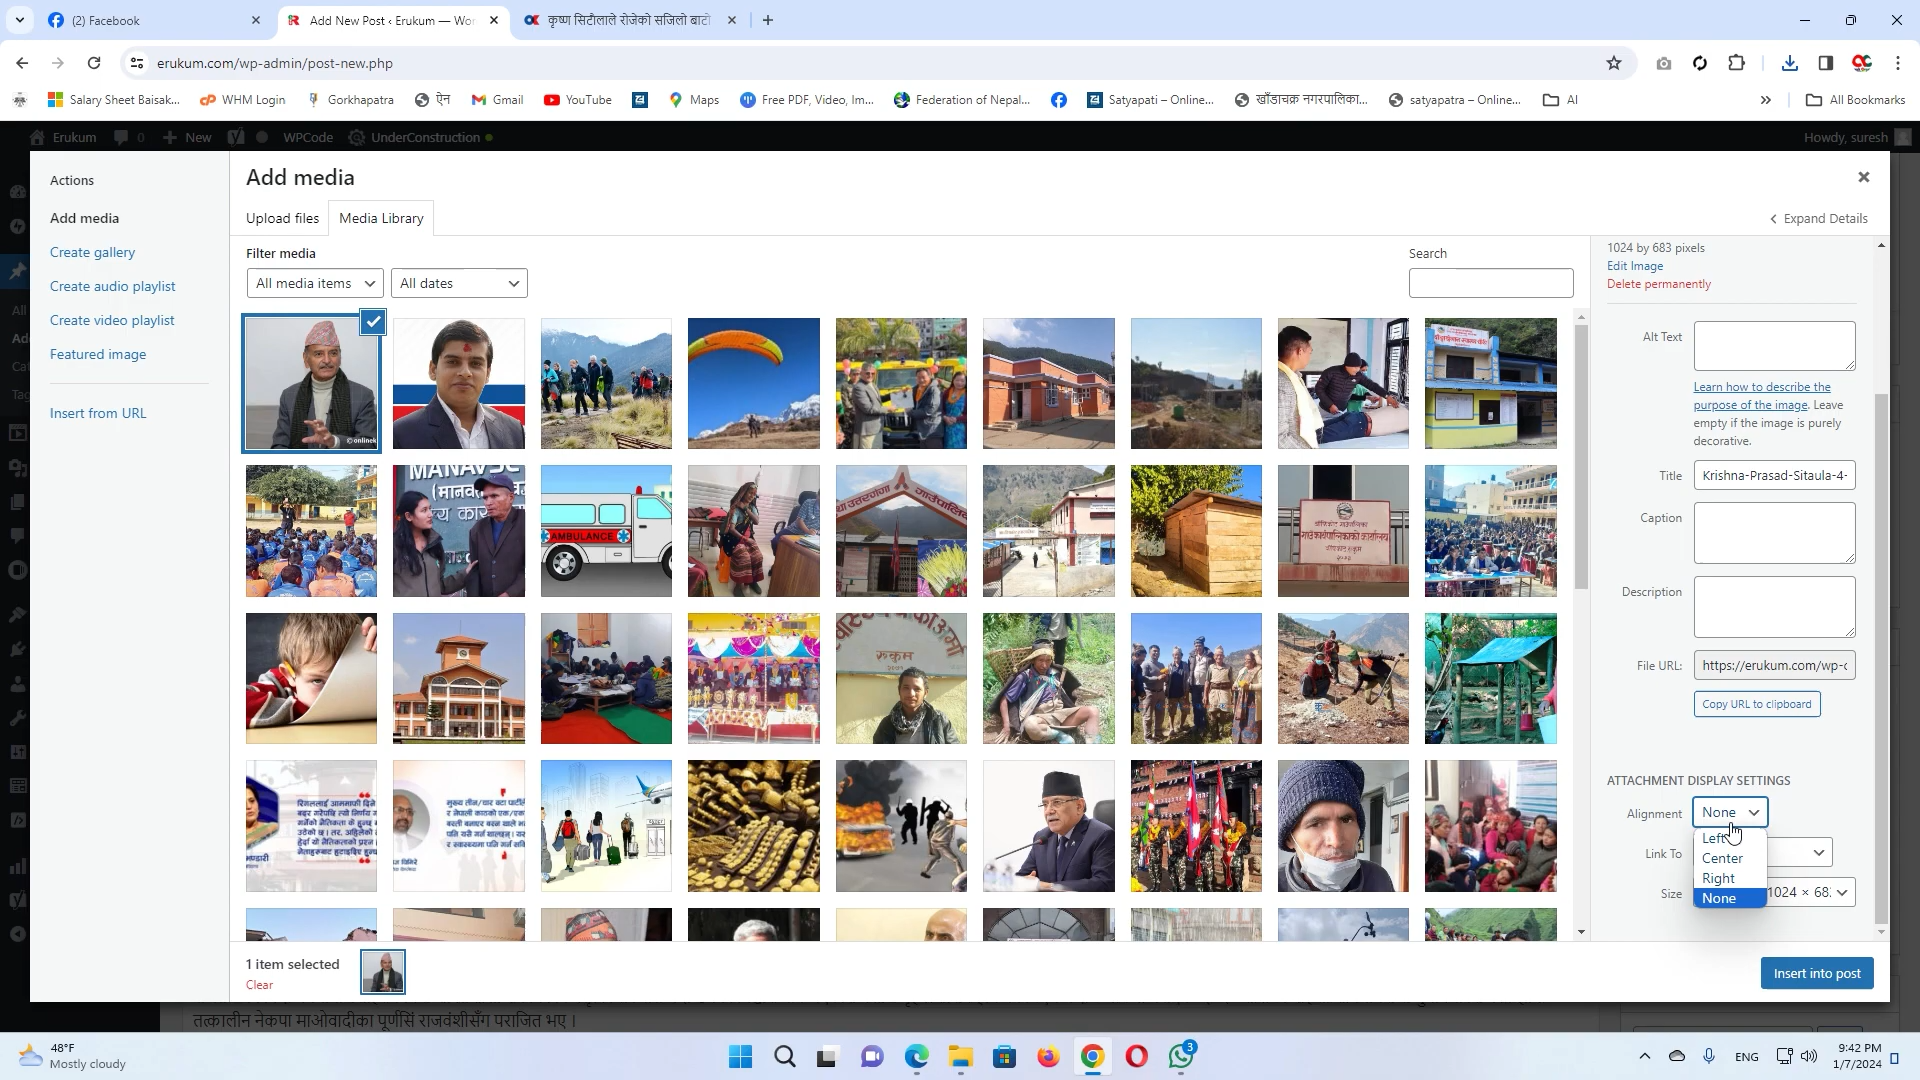 (2) Facebook
Add New Post ‹ Erukum — Wor
कृष्ण सिटौलाले रोजेको सजिलो बाटो
erukum.com/wp-admin/post-new.php
Salary Sheet Baisak...
WHM Login
Gorkhapatra
ऐन
Gmail
YouTube
Maps
Free PDF, Video, Im...
Federation of Nepal...
Satyapati – Online...
खाँडाचक्र नगरपालिका...
satyapatra – Online...
AI
All Bookmarks
Erukum
0
New
WPCode
UnderConstruction
Howdy, suresh
Actions
Add media
Create gallery
Create audio playlist
Create video playlist
Featured image
Insert from URL
Add media
Upload files
Media Library
Expand Details
Filter media
All media items
All dates
Search
© onlinek
MANAVSC
(मानव
AMBULANCE
रुकुम
1024 by 683 pixels
Edit Image
Delete permanently
Alt Text
Learn how to describe the
purpose of the image. Leave
empty if the image is purely
decorative.
Title
Krishna-Prasad-Sitaula-4-
Caption
Description
File URL:
https://erukum.com/wp-c
Copy URL to clipboard
ATTACHMENT DISPLAY SETTINGS
Alignment
None
Left
Center
Right
None
Link To
Size
1024 × 68
1 item selected
Clear
Insert into post
तत्कालीन नेकपा माओवादीका पूर्णसिं राजवंशीसँग पराजित भए ।
48°F
Mostly cloudy
3
ENG
9:42 PM
1/7/2024